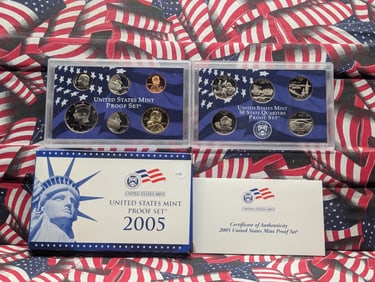 UNITED STATES MINT
PROOF SET
UNITED STATES MINT
50 STATE QUARTERS
PROOF SET
UNITED STATES MINT
UNITED STATES MINT
PROOF SET
2005
UNITED STATES MINT
Certificate of Authenticity
2005 United States Mint Proof Set